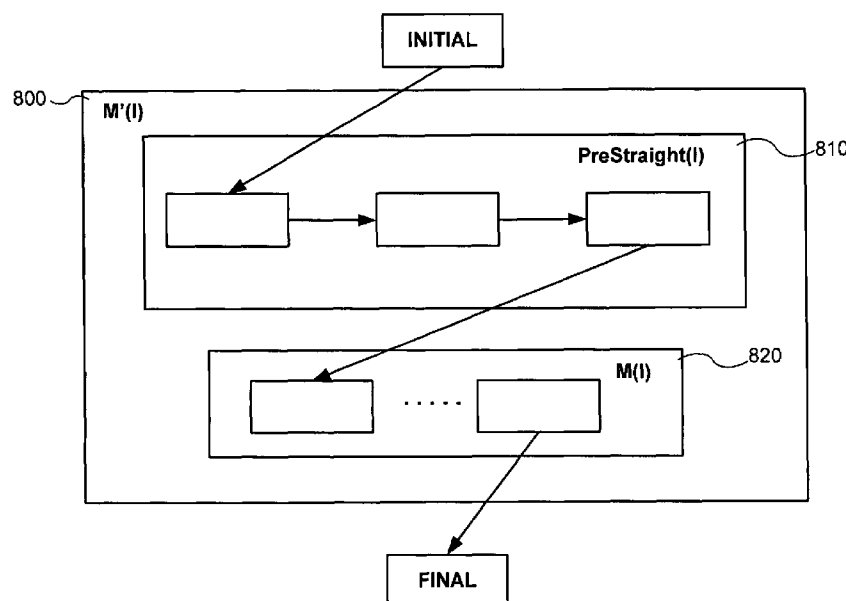 INITIAL
800
M'(I)
PreStraight(I)
810
M(I)
820
.....
FINAL